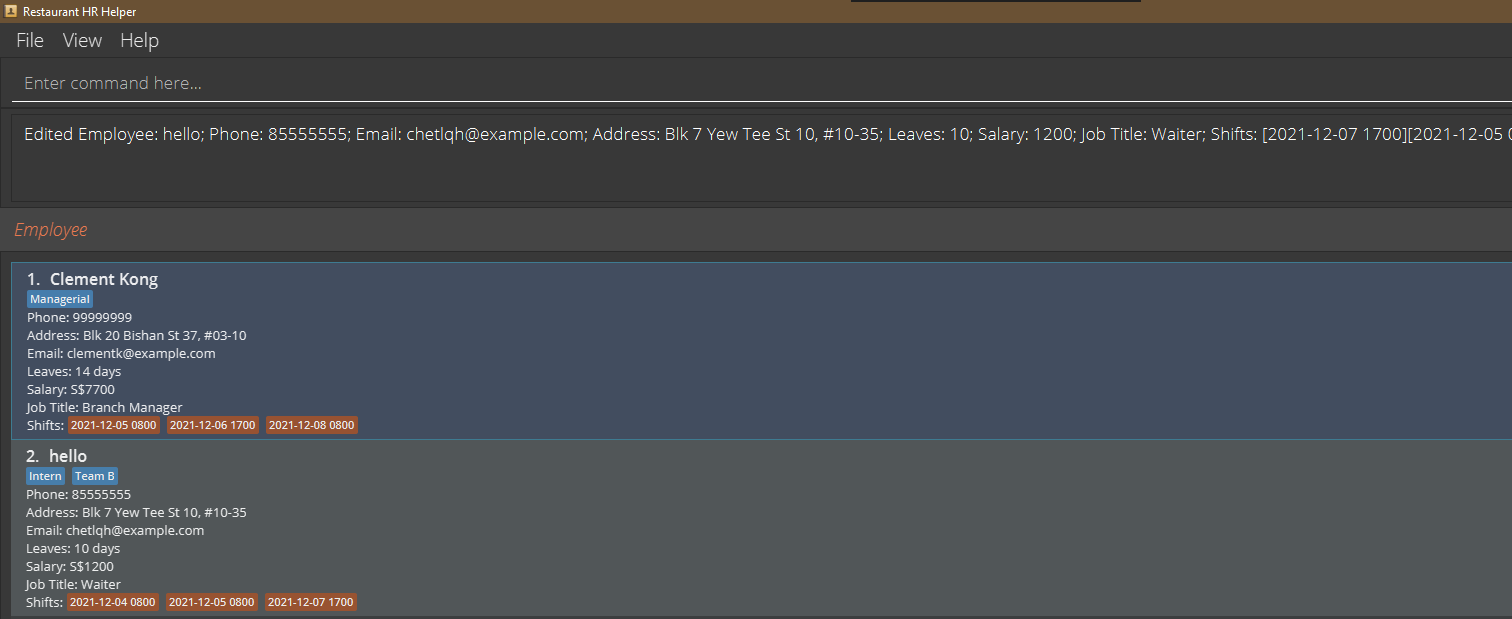 Restaurant HR Helper
File View Help
Enter command here...
Edited Employee: hello; Phone: 85555555; Email: chetlqh@example.com; Address: Blk 7 Yew Tee St 10, #10-35; Leaves: 10; Salary: 1200; Job Title: Waiter; Shifts: [2021-12-07 1700][2021-12-05 0
Employee
1. Clement Kong
Managerial
Phone: 99999999
Address: Blk 20 Bishan St 37, #03-10
Email: clementk@example.com
Leaves: 14 days
Salary: S$7700
Job Title: Branch Manager
Shifts: 2021-12-05 0800 2021-12-06 1700 2021-12-08 0800
2. hello
Intern Team B
Phone: 85555555
Address: Blk 7 Yew Tee St 10, #10-35
Email: chetlqh@example.com
Leaves: 10 days
Salary: S$1200
Job Title: Waiter
Shifts: 2021-12-04 0800 2021-12-05 0800 2021-12-07 1700